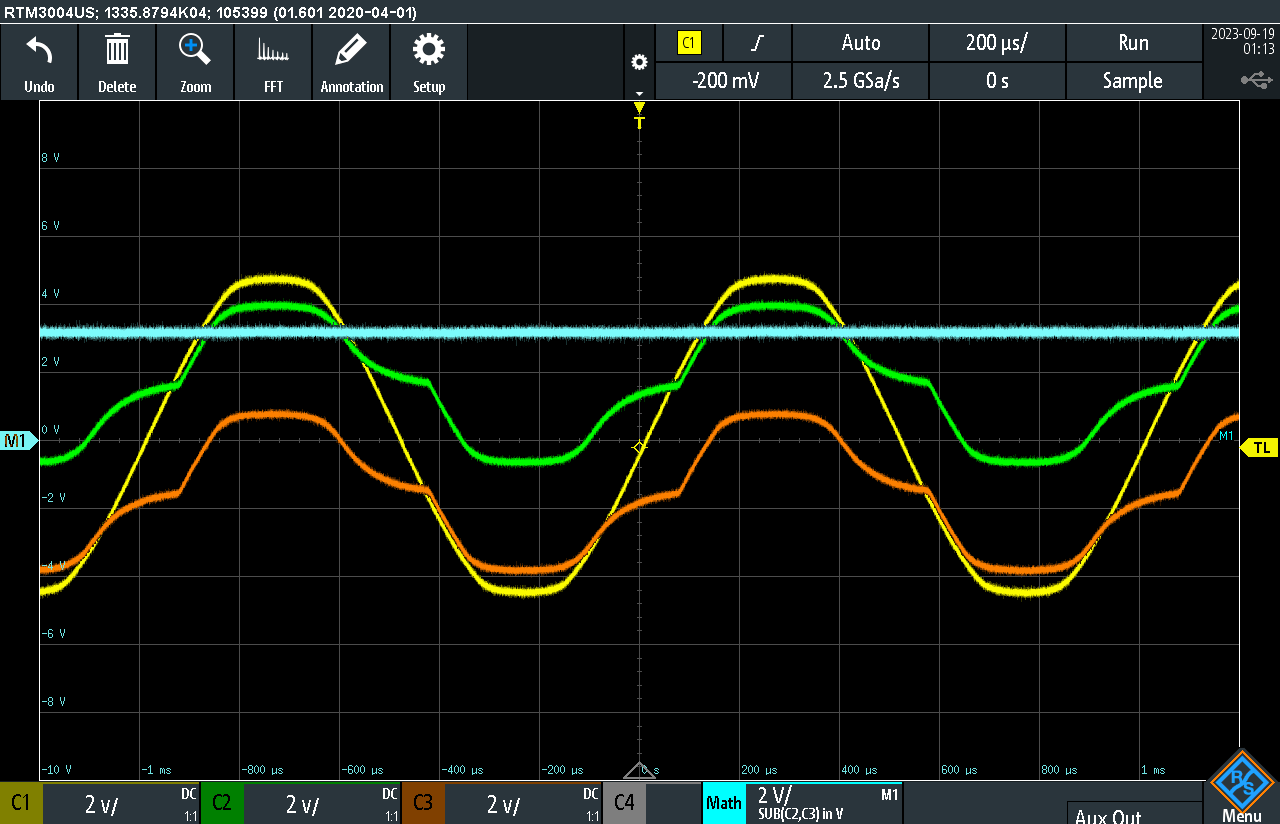 RTM3004US; 1335.8794K04; 105399 (01.601 2020-04-01)
Undo
Delete
Zoom
FFT
Annotation
Setup
C1
Auto
200 µs/
Run
2023-09-19
01:13
-200 mV
2.5 GSa/s
0 s
Sample
T
8 V
6 V
4 V
2 V
0 V
M1
M1
TL
-2 V
-4 V
-6 V
-8 V
-10 V
-1 ms
-800 µs
-600 µs
-400 µs
-200 µs
0 s
200 µs
400 µs
600 µs
800 µs
1 ms
C1
2 V/
DC
1:1
C2
2 V/
DC
1:1
C3
2 V/
DC
1:1
C4
Math
2 V/
M1
SUB(C2,C3) in V
Aux Out
R&S
Menu